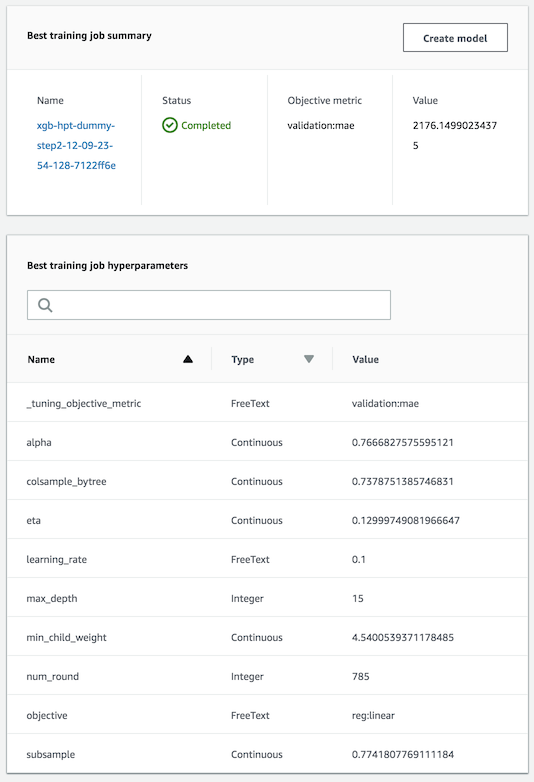 Best training job summary
Create model
Name
Status
Objective metric
Value
xgb-hpt-dummy-
step2-12-09-23-
54-128-7122ff6e
Completed
validation:mae
2176.1499023437
5
Best training job hyperparameters
Name Type Value
_tuning_objective_metric FreeText validation:mae
alpha Continuous 0.7666827575595121
colsample_bytree Continuous 0.7378751385746831
eta Continuous 0.12999749081966647
learning_rate FreeText 0.1
max_depth Integer 15
min_child_weight Continuous 4.5400539371178485
num_round Integer 785
objective FreeText reg:linear
subsample Continuous 0.7741807769111184